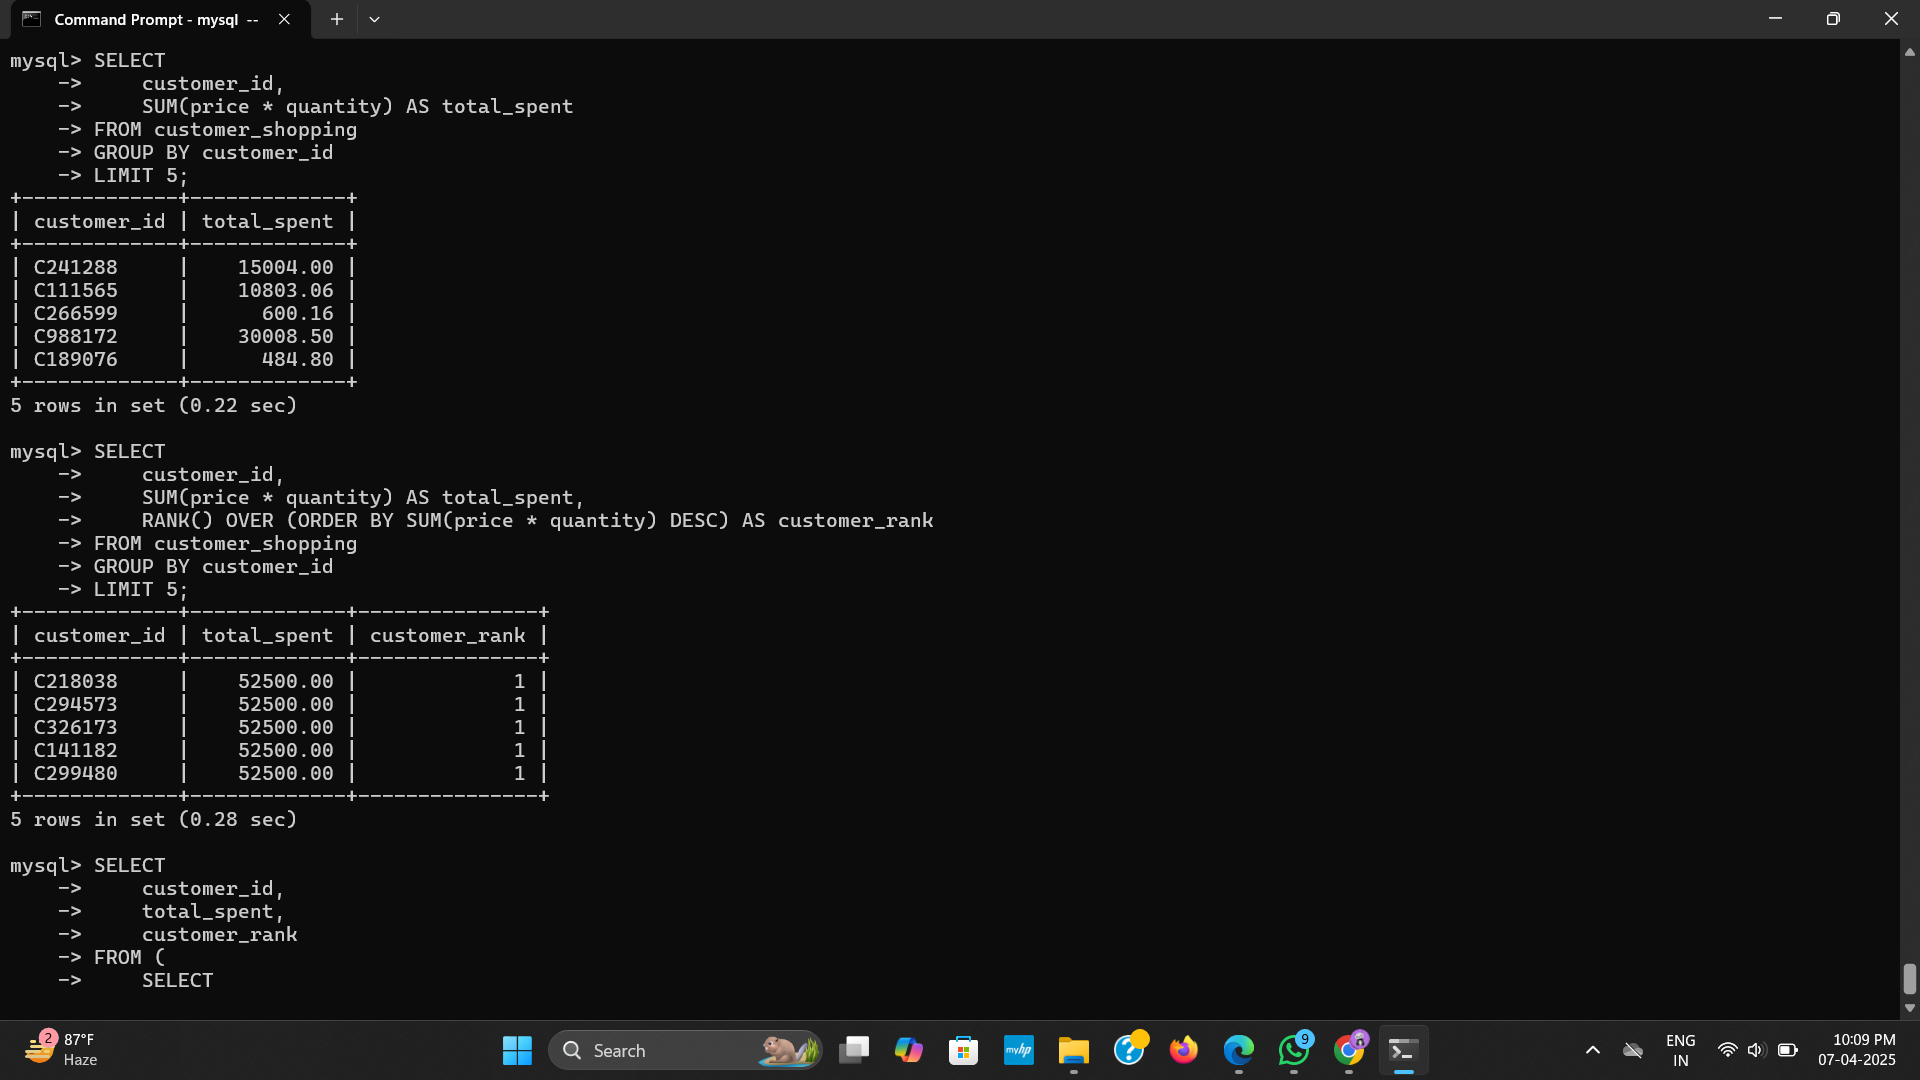 Command Prompt - mysql --
mysql> SELECT
    ->     customer_id,
    ->     SUM(price * quantity) AS total_spent
    -> FROM customer_shopping
    -> GROUP BY customer_id
    -> LIMIT 5;
+-------------+-------------+
| customer_id | total_spent |
+-------------+-------------+
| C241288     |    15004.00 |
| C111565     |    10803.06 |
| C266599     |      600.16 |
| C988172     |    30008.50 |
| C189076     |      484.80 |
+-------------+-------------+
5 rows in set (0.22 sec)
mysql> SELECT
    ->     customer_id,
    ->     SUM(price * quantity) AS total_spent,
    ->     RANK() OVER (ORDER BY SUM(price * quantity) DESC) AS customer_rank
    -> FROM customer_shopping
    -> GROUP BY customer_id
    -> LIMIT 5;
+-------------+-------------+---------------+
| customer_id | total_spent | customer_rank |
+-------------+-------------+---------------+
| C218038     |    52500.00 |             1 |
| C294573     |    52500.00 |             1 |
| C326173     |    52500.00 |             1 |
| C141182     |    52500.00 |             1 |
| C299480     |    52500.00 |             1 |
+-------------+-------------+---------------+
5 rows in set (0.28 sec)
mysql> SELECT
    ->     customer_id,
    ->     total_spent,
    ->     customer_rank
    -> FROM (
    ->     SELECT
2
87°F
Haze
Search
myhp
9
ENG
IN
10:09 PM
07-04-2025